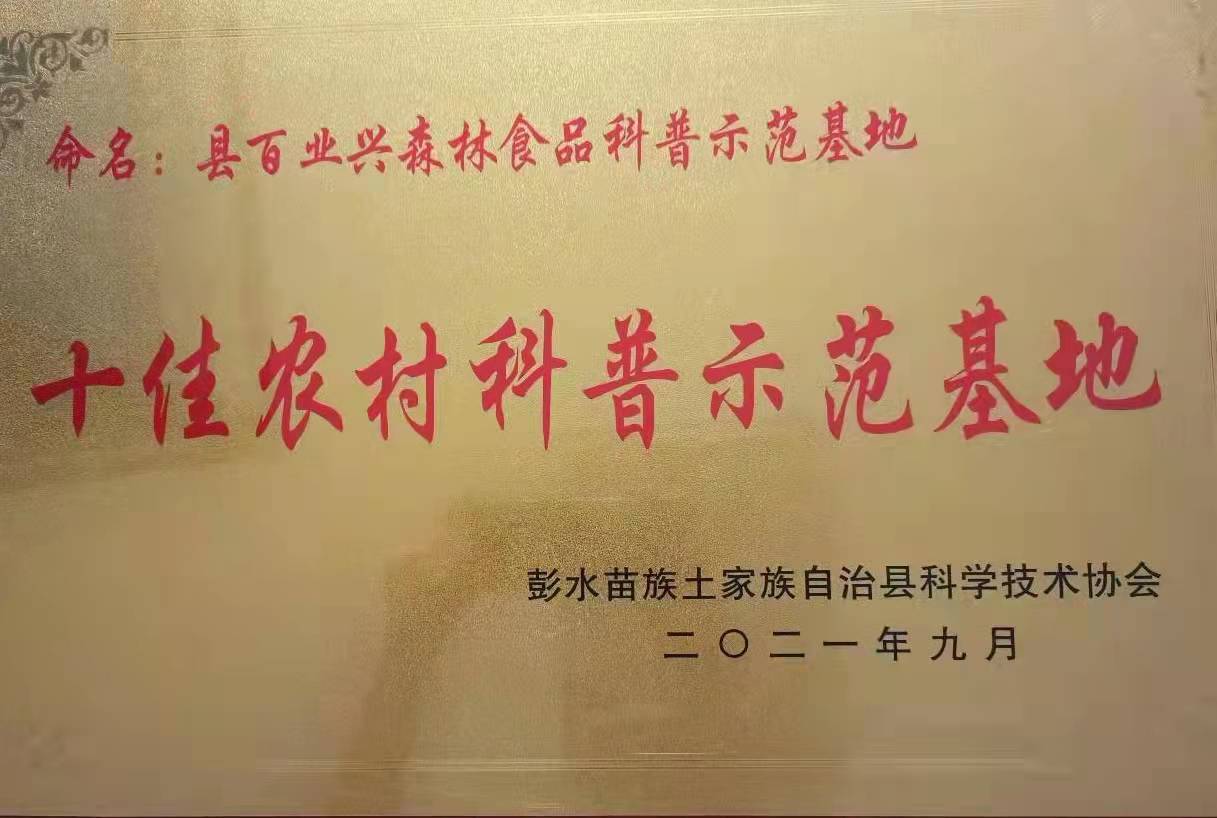 命名：县百业兴森林食品科普示范基地
十佳农村科普示范基地
彭水苗族土家族自治县科学技术协会
二〇二一年九月